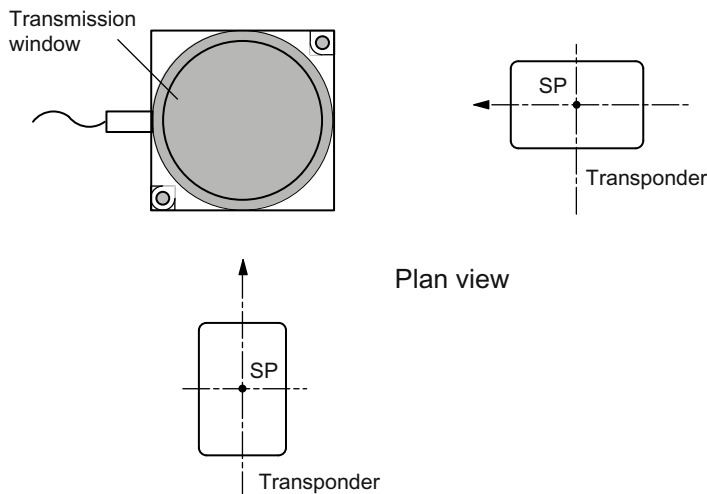 Transmission
window
SP
Transponder
Plan view
SP
Transponder